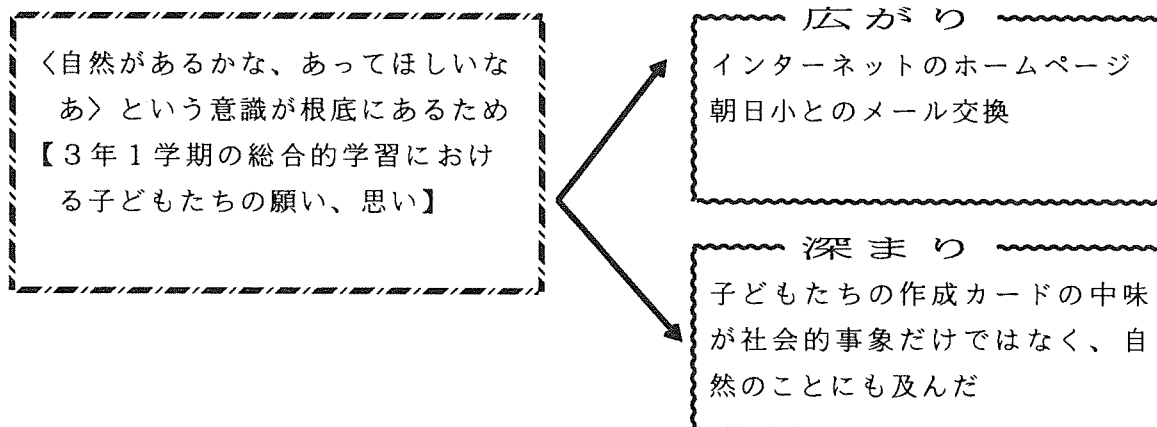 〈自然があるかな、あってほしいな
あ〉という意識が根底にあるため
【3年1学期の総合的学習におけ
る子どもたちの願い、思い】
広がり
インターネットのホームページ
朝日小とのメール交換
深まり
子どもたちの作成カードの中味
が社会的事象だけではなく、自
然のことにも及んだ